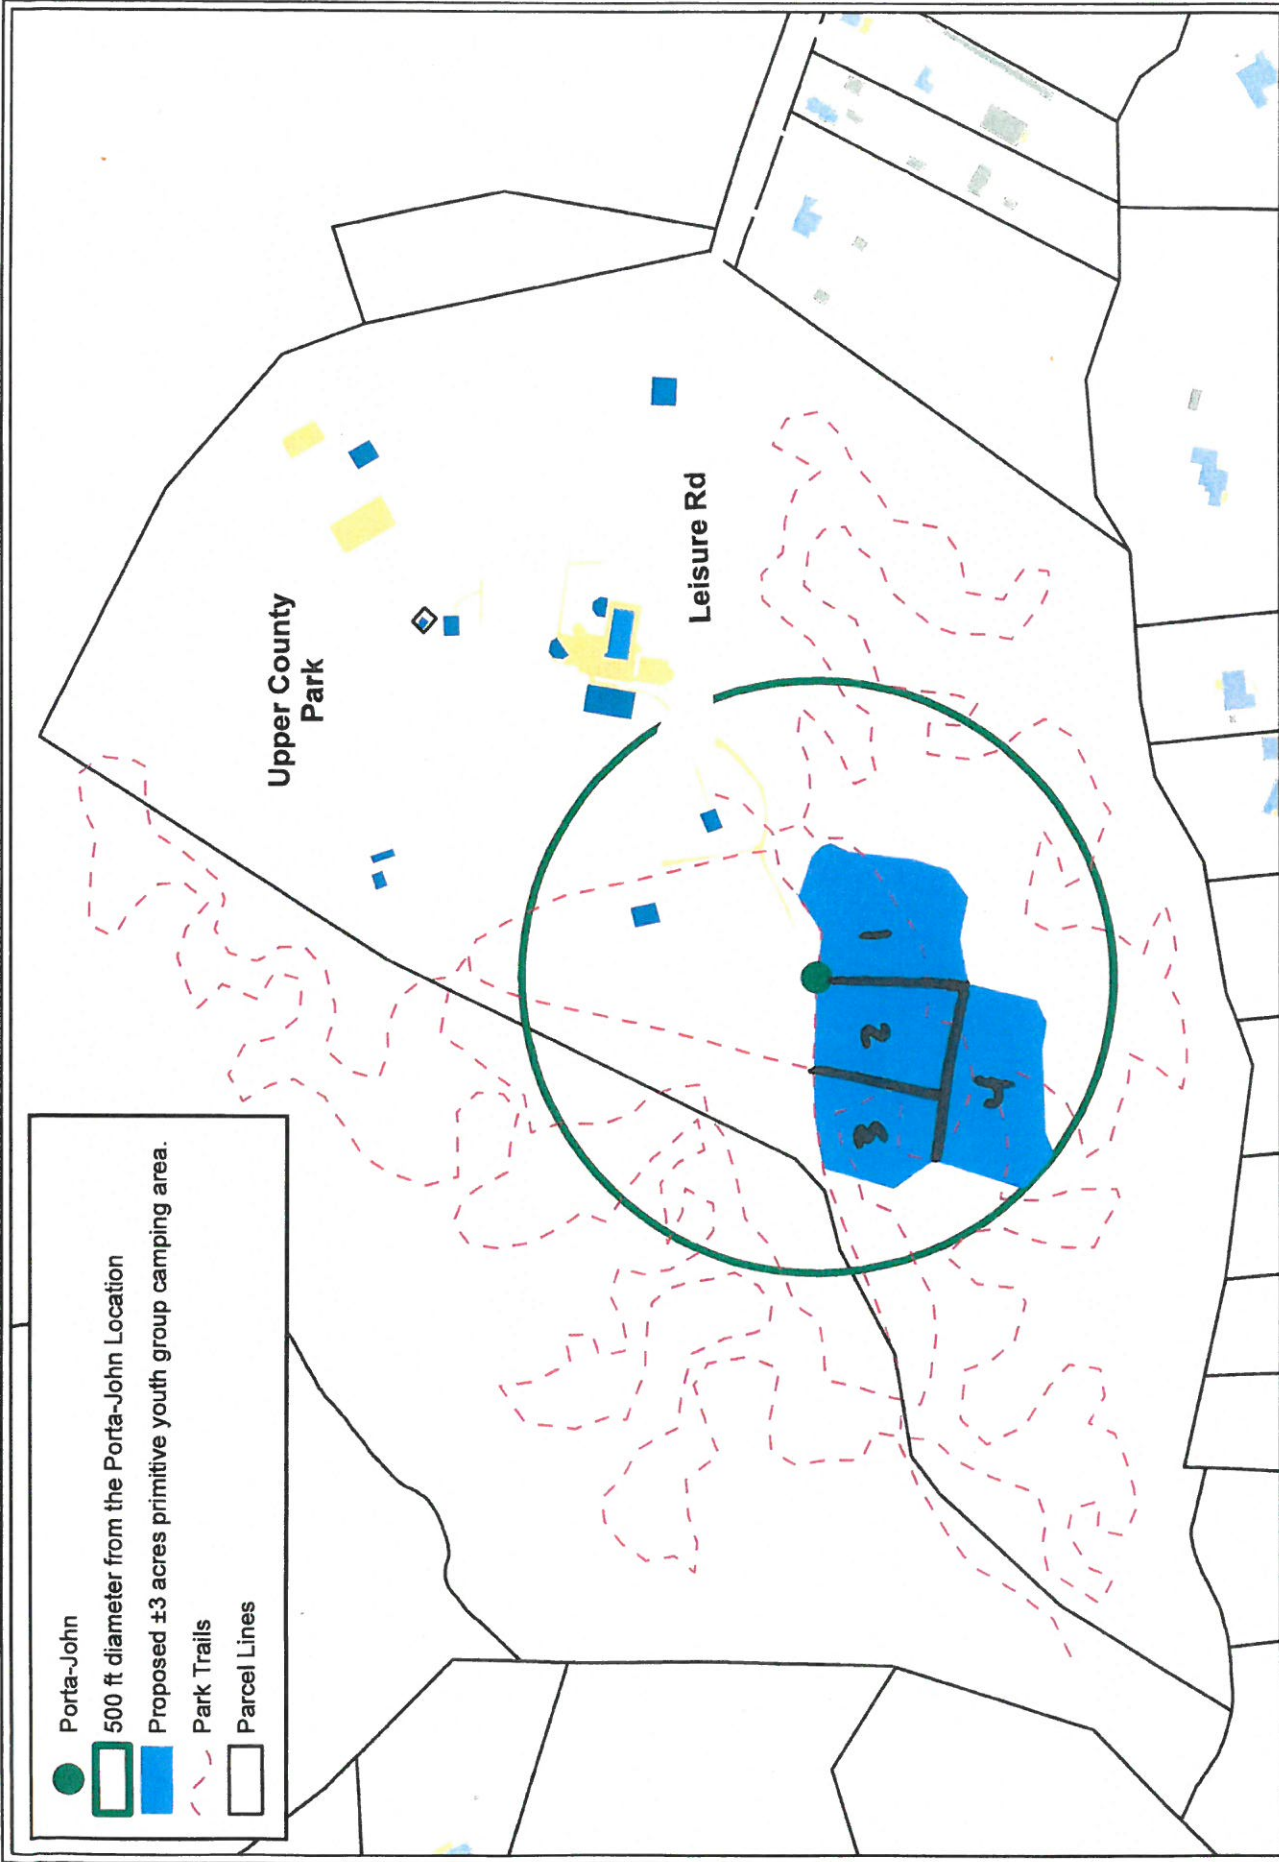 Porta-John
500 ft diameter from the Porta-John Location
Proposed ±3 acres primitive youth group camping area.
Park Trails
Parcel Lines
Upper County
Park
Leisure Rd
1
2
3
4